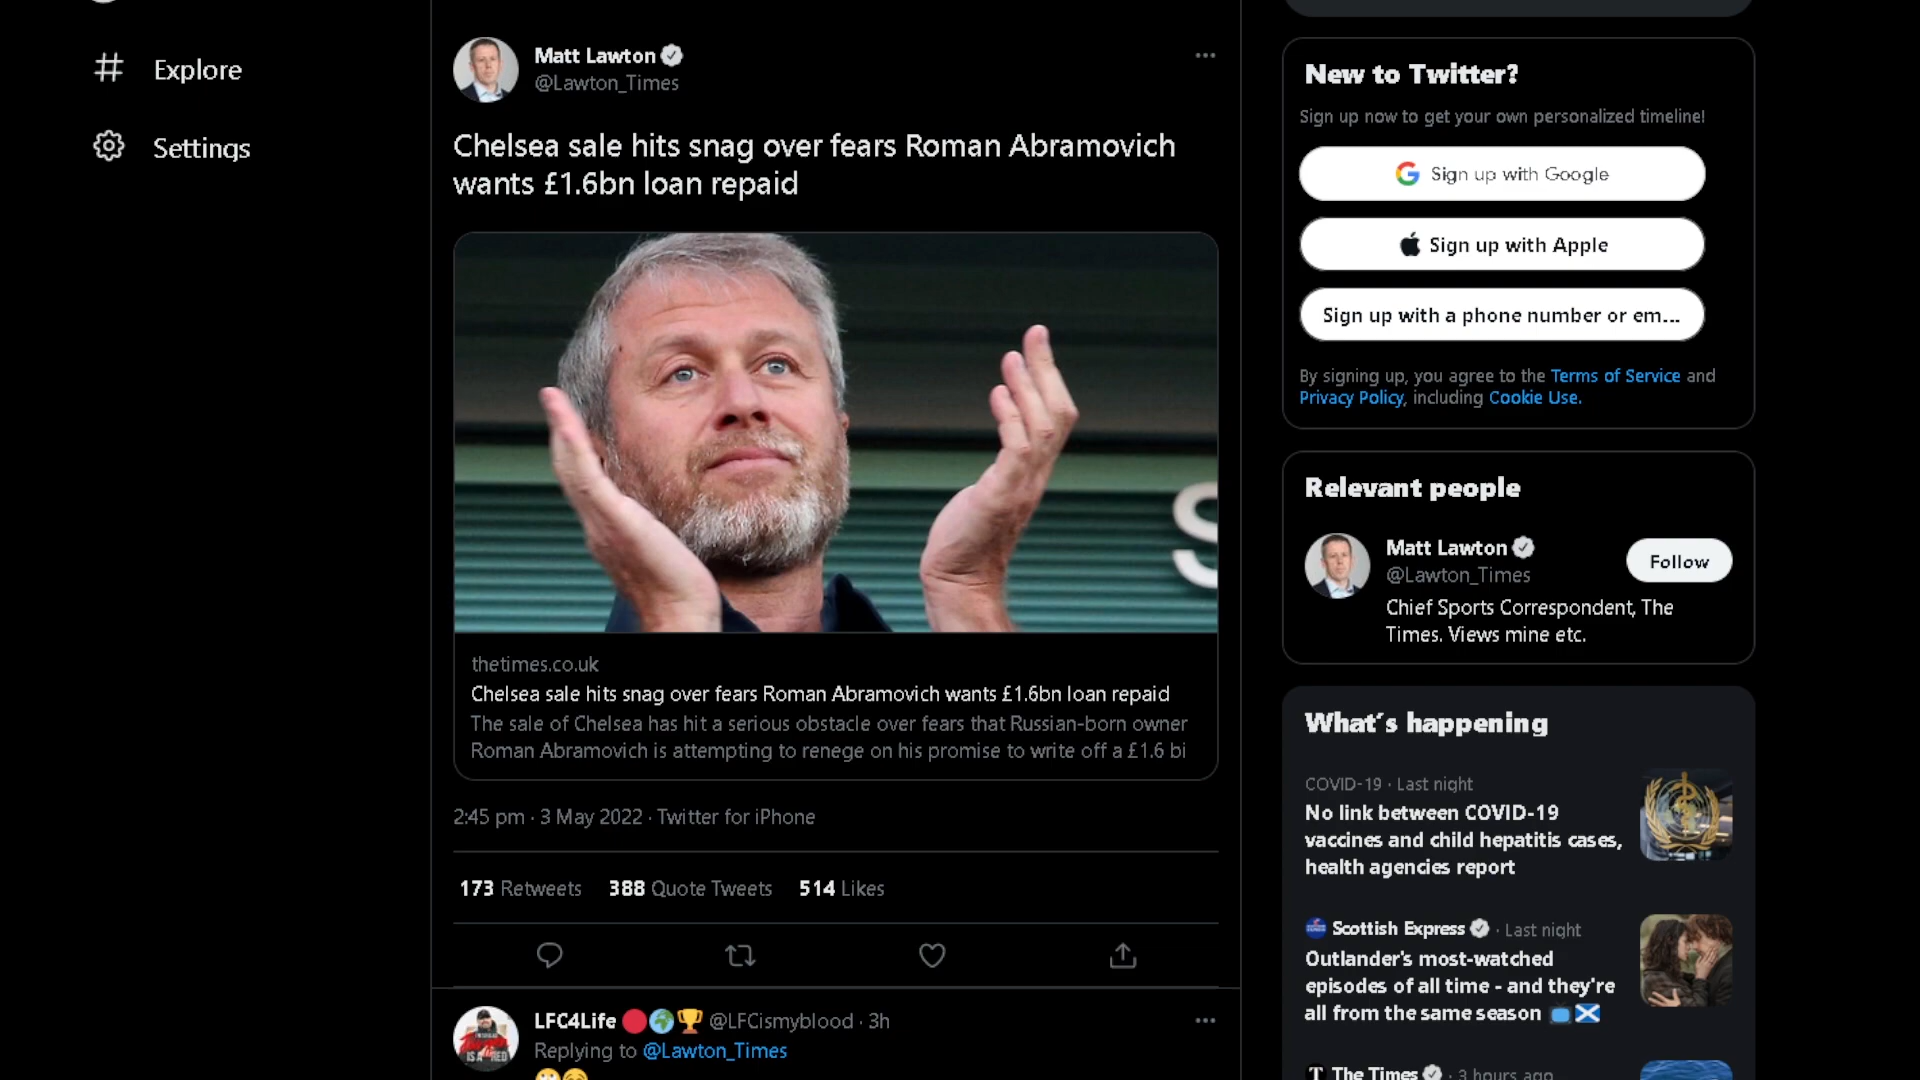 Explore
Settings
Matt Lawton
@Lawton_Times
Chelsea sale hits snag over fears Roman Abramovich
wants £1.6bn loan repaid
S
thetimes.co.uk
Chelsea sale hits snag over fears Roman Abramovich wants £1.6bn loan repaid
The sale of Chelsea has hit a serious obstacle over fears that Russian-born owner
Roman Abramovich is attempting to renege on his promise to write off a £1.6 bi
2:45 pm · 3 May 2022 · Twitter for iPhone
173 Retweets 388 Quote Tweets 514 Likes
LFC4Life 🔴🌍🏆 @LFCismyblood · 3h
Replying to @Lawton_Times
New to Twitter?
Sign up now to get your own personalized timeline!
Sign up with Google
Sign up with Apple
Sign up with a phone number or em...
By signing up, you agree to the Terms of Service and
Privacy Policy, including Cookie Use.
Relevant people
Matt Lawton
@Lawton_Times
Follow
Chief Sports Correspondent, The
Times. Views mine etc.
What's happening
COVID-19 · Last night
No link between COVID-19
vaccines and child hepatitis cases,
health agencies report
Scottish Express · Last night
Outlander's most-watched
episodes of all time - and they're
all from the same season 📺🏴󠁧󠁢󠁳󠁣󠁴󠁿
The Times · 3 hours ago